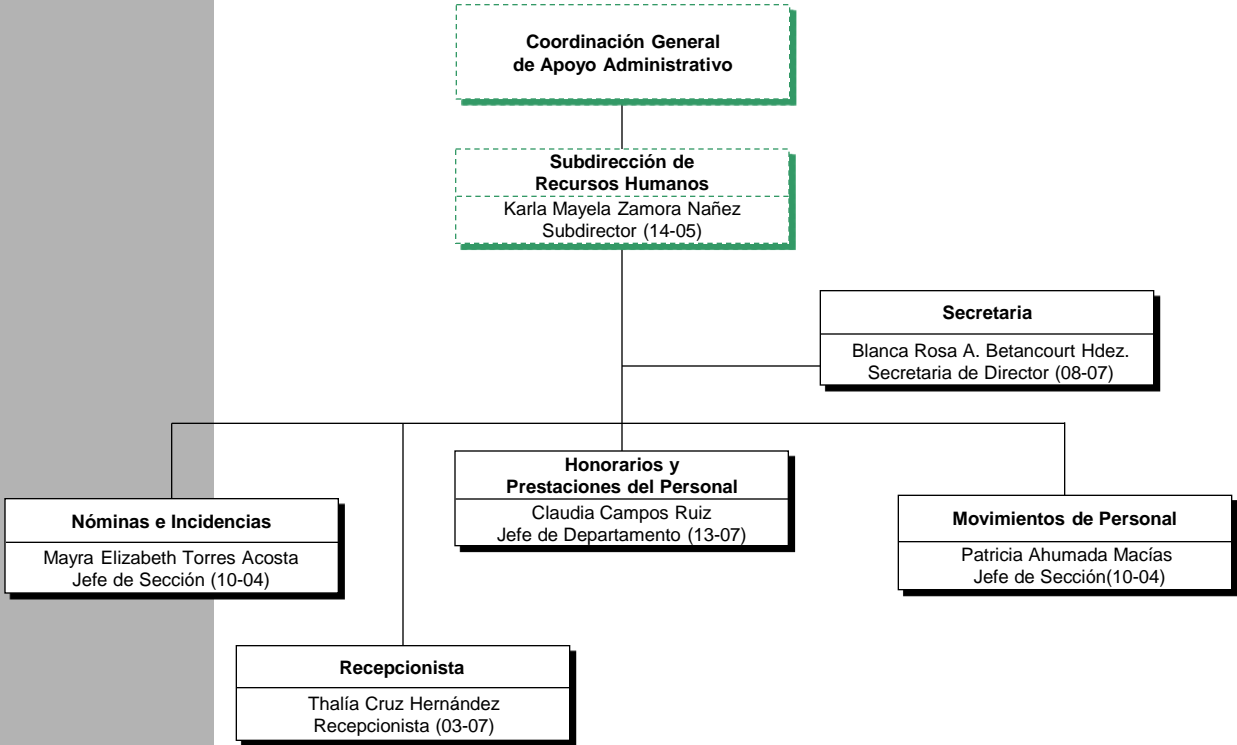 Coordinación General
de Apoyo Administrativo
Subdirección de
Recursos Humanos
Karla Mayela Zamora Nañez
Subdirector (14-05)
Secretaria
Blanca Rosa A. Betancourt Hdez.
Secretaria de Director (08-07)
Honorarios y
Prestaciones del Personal
Claudia Campos Ruiz
Jefe de Departamento (13-07)
Nóminas e Incidencias
Mayra Elizabeth Torres Acosta
Jefe de Sección (10-04)
Movimientos de Personal
Patricia Ahumada Macías
Jefe de Sección(10-04)
Recepcionista
Thalía Cruz Hernández
Recepcionista (03-07)